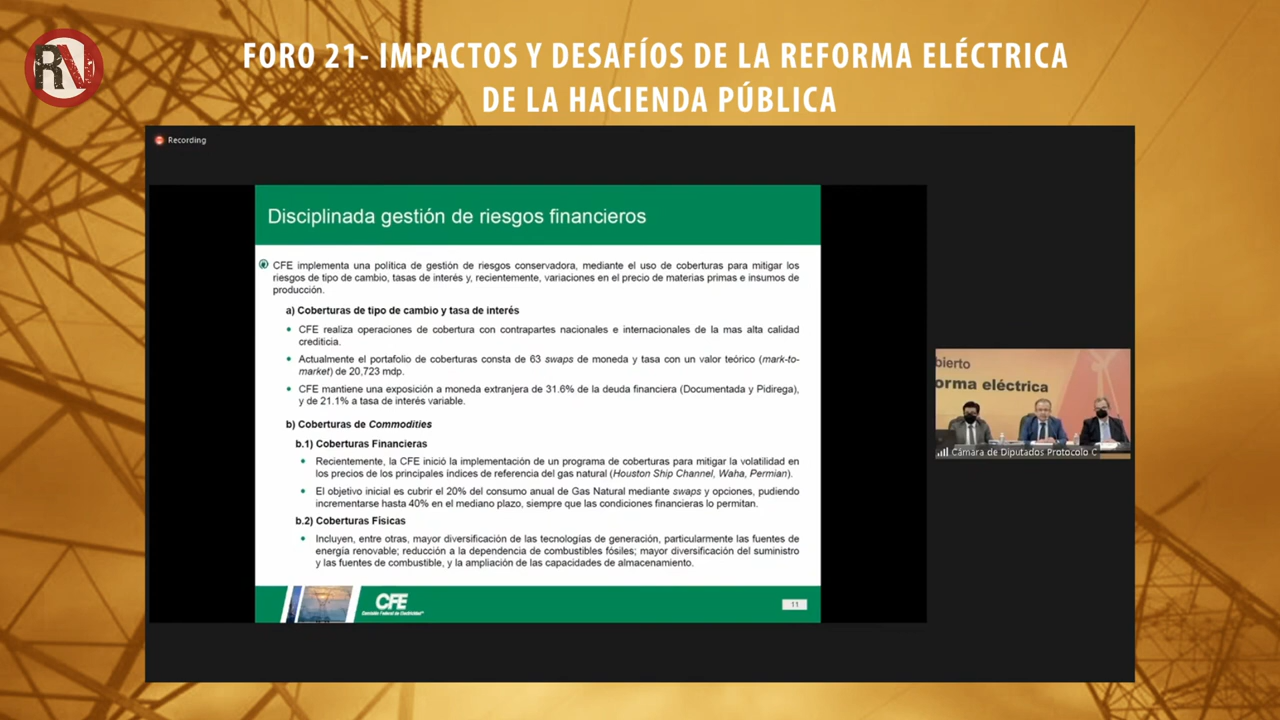 RN
FORO 21- IMPACTOS Y DESAFÍOS DE LA REFORMA ELÉCTRICA
DE LA HACIENDA PÚBLICA
Recording
Disciplinada gestión de riesgos financieros
CFE implementa una política de gestión de riesgos conservadora, mediante el uso de coberturas para mitigar los
riesgos de tipo de cambio, tasas de interés y, recientemente, variaciones en el precio de materias primas e insumos de
producción.
a) Coberturas de tipo de cambio y tasa de interés
• CFE realiza operaciones de cobertura con contrapartes nacionales e internacionales de la mas alta calidad
crediticia.
• Actualmente el portafolio de coberturas consta de 63 swaps de moneda y tasa con un valor teórico (mark-to-
market) de 20,723 mdp.
• CFE mantiene una exposición a moneda extranjera de 31.6% de la deuda financiera (Documentada y Pidirega),
y de 21.1% a tasa de interés variable.
b) Coberturas de Commodities
b.1) Coberturas Financieras
• Recientemente, la CFE inició la implementación de un programa de coberturas para mitigar la volatilidad en
los precios de los principales índices de referencia del gas natural (Houston Ship Channel, Waha, Permian).
• El objetivo inicial es cubrir el 20% del consumo anual de Gas Natural mediante swaps y opciones, pudiendo
incrementarse hasta 40% en el mediano plazo, siempre que las condiciones financieras lo permitan.
b.2) Coberturas Físicas
• Incluyen, entre otras, mayor diversificación de las tecnologías de generación, particularmente las fuentes de
energía renovable; reducción a la dependencia de combustibles fósiles; mayor diversificación del suministro
y las fuentes de combustible, y la ampliación de las capacidades de almacenamiento.
CFE
Comisión Federal de Electricidad
11
bierto
orma eléctrica
Cámara de Diputados Protocolo C